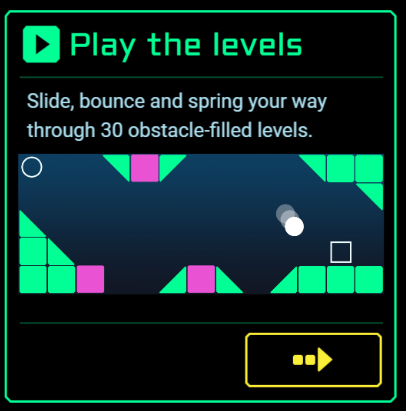 Play the levels
Slide, bounce and spring your way
through 30 obstacle-filled levels.